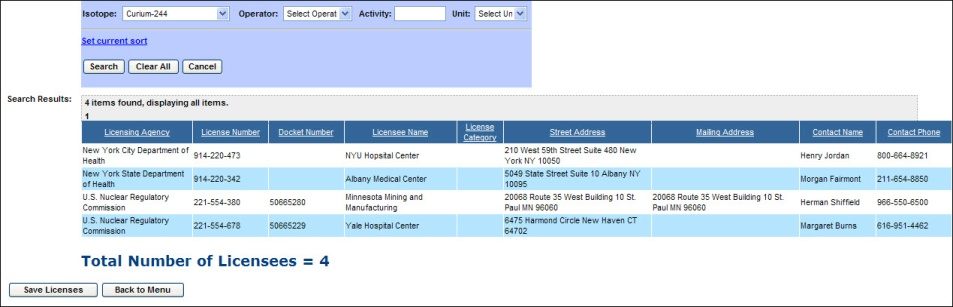 Isotope: Curium-244 Operator: Select Operat Activity: Unit: Select Un
Set current sort
Search Clear All Cancel
Search Results:
4 items found, displaying all items.
1
Licensing Agency License Number Docket Number Licensee Name License Category Street Address Mailing Address Contact Name Contact Phone
New York City Department of Health 914-220-473 NYU Hopsital Center 210 West 59th Street Suite 480 New York NY 10050 Henry Jordan 800-664-8921
New York State Department of Health 914-220-342 Albany Medical Center 5049 State Street Suite 10 Albany NY 10095 Morgan Fairmont 211-654-8850
U.S. Nuclear Regulatory Commission 221-554-380 50665280 Minnesota Mining and Manufacturing 20068 Route 35 West Building 10 St. Paul MN 96060 20068 Route 35 West Building 10 St. Paul MN 96060 Herman Shiffield 966-550-6500
U.S. Nuclear Regulatory Commission 221-554-678 50665229 Yale Hospital Center 6475 Harmond Circle New Haven CT 64702 Margaret Burns 616-951-4462
Total Number of Licensees = 4
Save Licenses Back to Menu